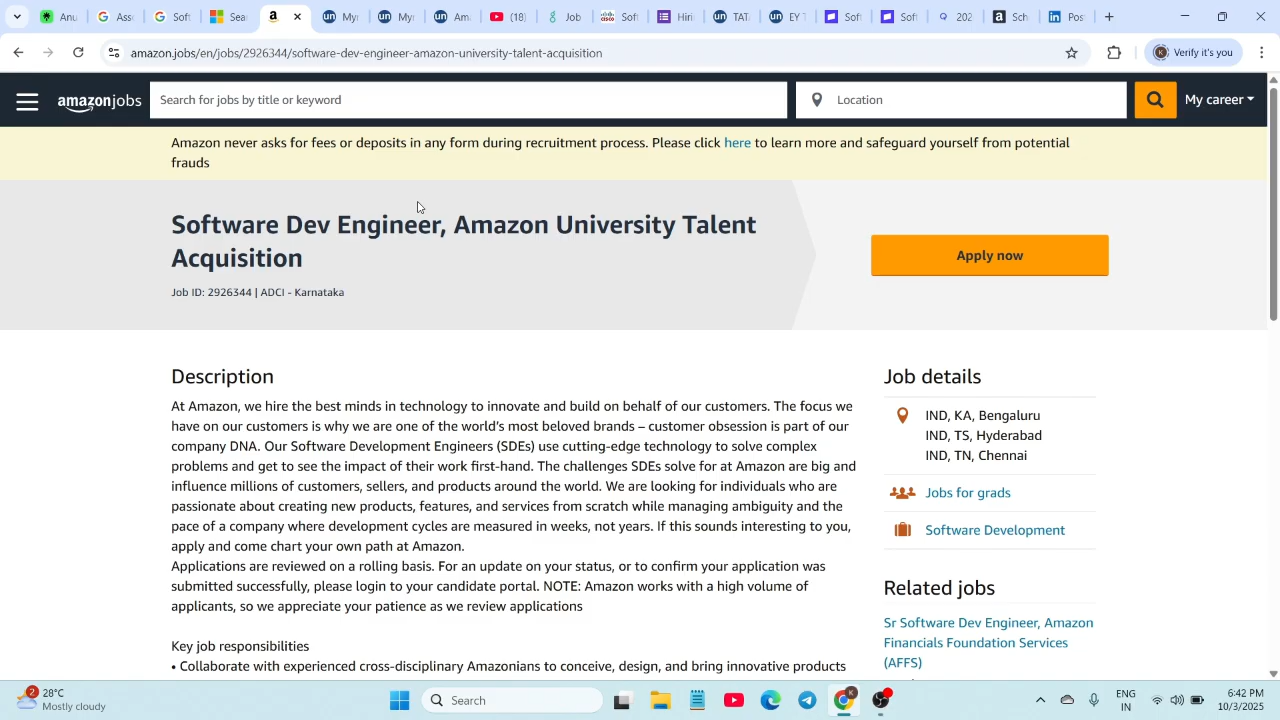 Sea
Myr
My
Am
(18)
Job
Soft
Hiri
TAT
EY
200
Sch
Pos
amazon.jobs/en/jobs/2926344/software-dev-engineer-amazon-university-talent-acquisition
K
Verify it's you
amazonjobs
Search for jobs by title or keyword
Location
My career
Amazon never asks for fees or deposits in any form during recruitment process. Please click here to learn more and safeguard yourself from potential
frauds
Software Dev Engineer, Amazon University Talent
Acquisition
Job ID: 2926344 | ADCI - Karnataka
Apply now
Description
At Amazon, we hire the best minds in technology to innovate and build on behalf of our customers. The focus we
have on our customers is why we are one of the world's most beloved brands – customer obsession is part of our
company DNA. Our Software Development Engineers (SDEs) use cutting-edge technology to solve complex
problems and get to see the impact of their work first-hand. The challenges SDEs solve for at Amazon are big and
influence millions of customers, sellers, and products around the world. We are looking for individuals who are
passionate about creating new products, features, and services from scratch while managing ambiguity and the
pace of a company where development cycles are measured in weeks, not years. If this sounds interesting to you,
apply and come chart your own path at Amazon.
Applications are reviewed on a rolling basis. For an update on your status, or to confirm your application was
submitted successfully, please login to your candidate portal. NOTE: Amazon works with a high volume of
applicants, so we appreciate your patience as we review applications
Key job responsibilities
• Collaborate with experienced cross-disciplinary Amazonians to conceive, design, and bring innovative products
Job details
IND, KA, Bengaluru
IND, TS, Hyderabad
IND, TN, Chennai
Jobs for grads
Software Development
Related jobs
Sr Software Dev Engineer, Amazon
Financials Foundation Services
(AFFS)
2
28°C
Mostly cloudy
Search
ENG
IN
6:42 PM
10/3/2025